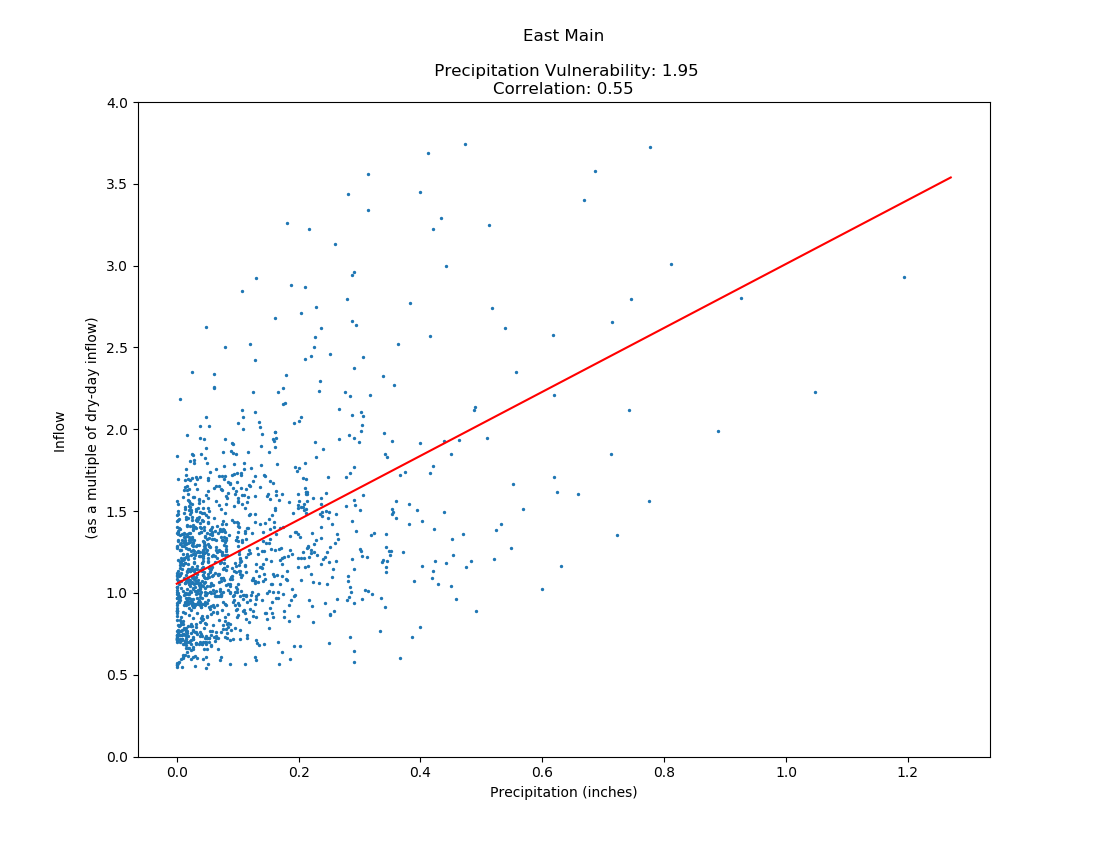 East Main
Precipitation Vulnerability: 1.95
Correlation: 0.55
4.0
3.5
3.0
2.5
2.0
1.5
1.0
0.5
0.0
Inflow
(as a multiple of dry-day inflow)
0.0 0.2 0.4 0.6 0.8 1.0 1.2
Precipitation (inches)